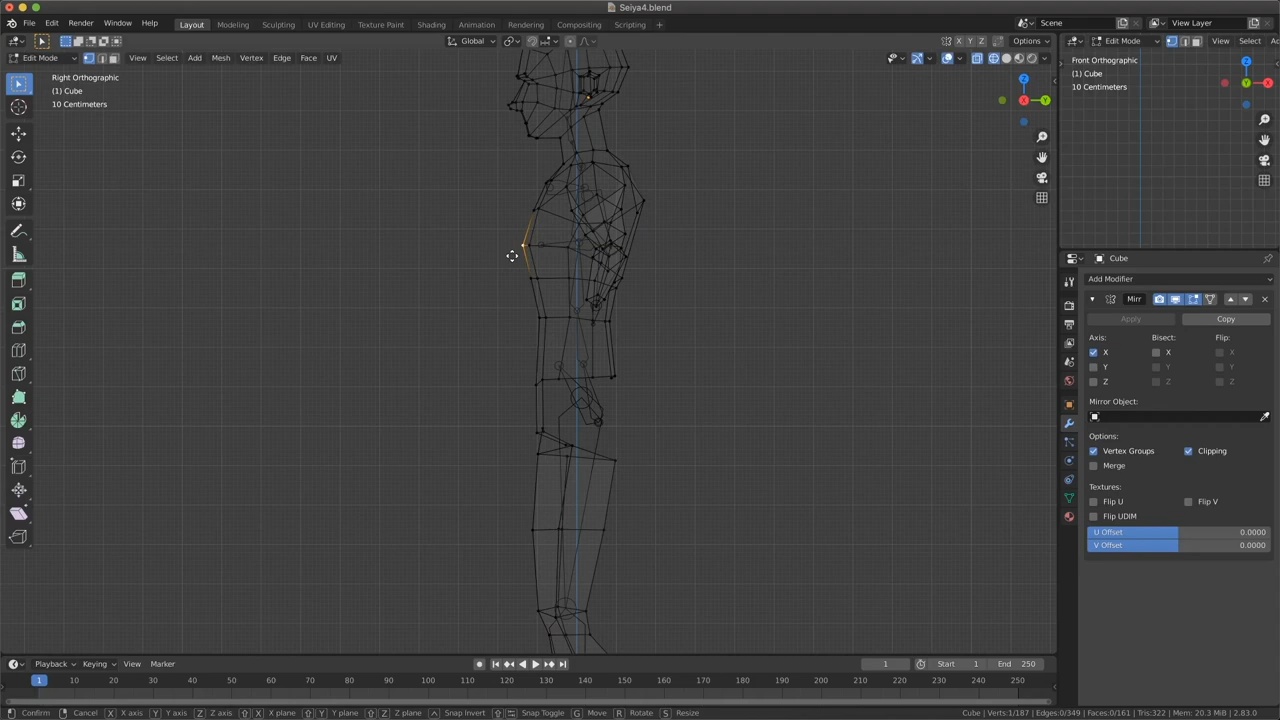 Seiya4.blend
File Edit Render Window Help Layout Modeling Sculpting UV Editing Texture Paint Shading Animation Rendering Compositing Scripting Scene View Layer
Global Options
Edit Mode View Select Add Mesh Vertex Edge Face UV X Y Z
Edit Mode View Select A
Right Orthographic
(1) Cube
10 Centimeters
Z
X
Y
Front Orthographic
(1) Cube
10 Centimeters
Z
Y
X
Cube
Add Modifier
Mirr
Apply Copy
Axis: Bisect: Flip:
X X X
Y Y Y
Z Z Z
Mirror Object:
Options:
Vertex Groups Clipping
Merge
Textures:
Flip U Flip V
Flip UDIM
U Offset 0.0000
V Offset 0.0000
Playback Keying View Marker 1 Start 1 End 250
1 10 20 30 40 50 60 70 80 90 100 110 120 130 140 150 160 170 180 190 200 210 220 230 240 250
Confirm Cancel X X axis Y Y axis Z Z axis X X plane Y Y plane Z Z plane Snap Invert Snap Toggle G Move R Rotate S Resize Cube | Verts:1/187 | Edges:0/349 | Faces:0/161 | Tris:322 | Mem: 20.3 MiB | 2.83.0